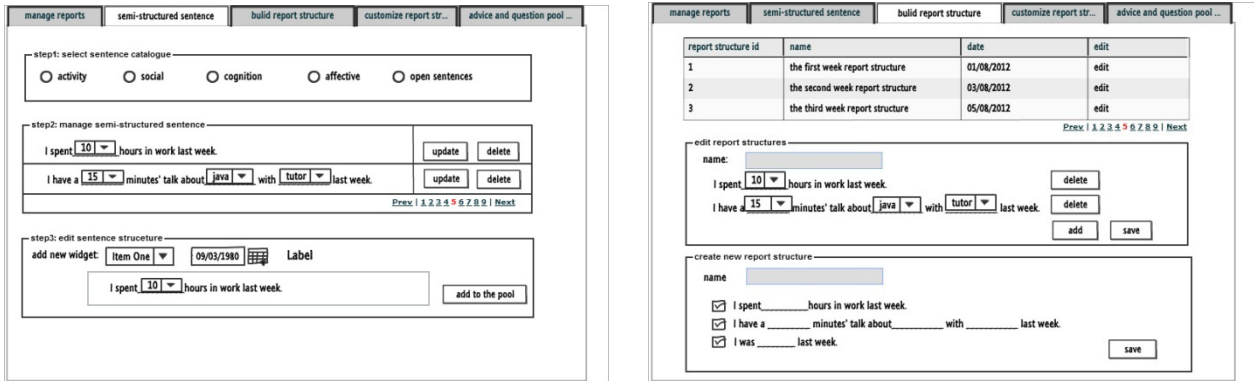 manage reports semi-structured sentence bulid report structure customize report str... advice and question pool ...
step1: select sentence catalogue
activity social cognition affective open sentences
step2: manage semi-structured sentence
I spent 10 hours in work last week. update delete
I have a 15 minutes' talk about java with tutor last week. update delete
Prev | 1 2 3 4 5 6 7 8 9 | Next
step3: edit sentence struceture
add new widget: Item One 09/03/1980 Label
I spent 10 hours in work last week.
add to the pool
manage reports semi-structured sentence bulid report structure customize report str... advice and question pool ...
report structure id name date edit
1 the first week report structure 01/08/2012 edit
2 the second week report structure 03/08/2012 edit
3 the third week report structure 05/08/2012 edit
Prev | 1 2 3 4 5 6 7 8 9 | Next
edit report structures
name:
I spent 10 hours in work last week. delete
I have a 15 minutes' talk about java with tutor last week. delete
add save
create new report structure
name
I spent________hours in work last week.
I have a ________ minutes' talk about_________ with _________ last week.
I was _______ last week.
save